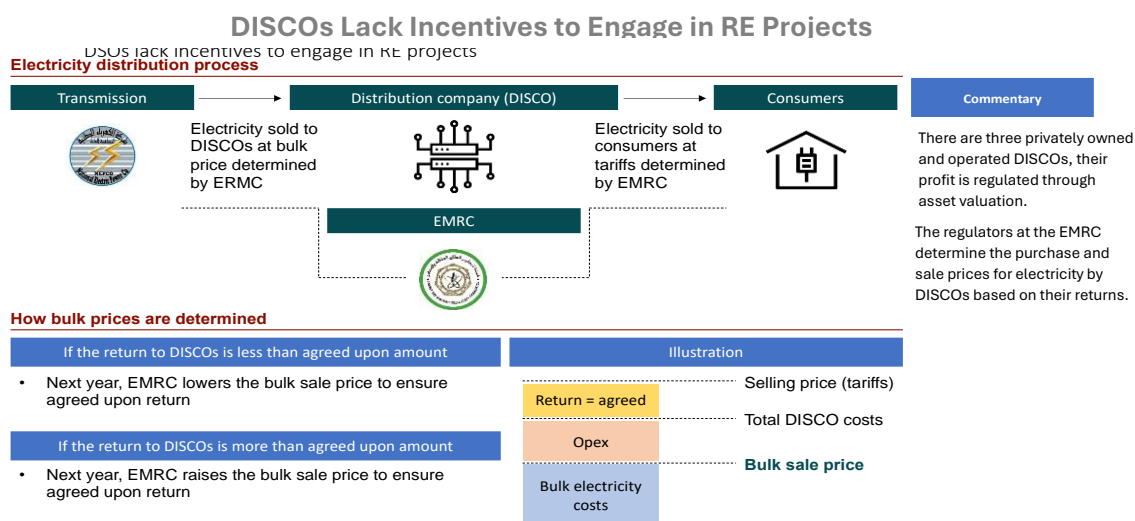 DISCOs Lack Incentives to Engage in RE Projects
DSOs lack incentives to engage in RE projects
Electricity distribution process
Transmission
Distribution company (DISCO)
Consumers
Commentary
Electricity sold to
DISCOs at bulk
price determined
by ERMC
Electricity sold to
consumers at
tariffs determined
by EMRC
NEPCO
National Electric Power Co
EMRC
There are three privately owned
and operated DISCOs, their
profit is regulated through
asset valuation.
The regulators at the EMRC
determine the purchase and
sale prices for electricity by
DISCOs based on their returns.
How bulk prices are determined
If the return to DISCOs is less than agreed upon amount
• Next year, EMRC lowers the bulk sale price to ensure
agreed upon return
If the return to DISCOs is more than agreed upon amount
• Next year, EMRC raises the bulk sale price to ensure
agreed upon return
Illustration
Selling price (tariffs)
Return = agreed
Total DISCO costs
Opex
Bulk sale price
Bulk electricity
costs